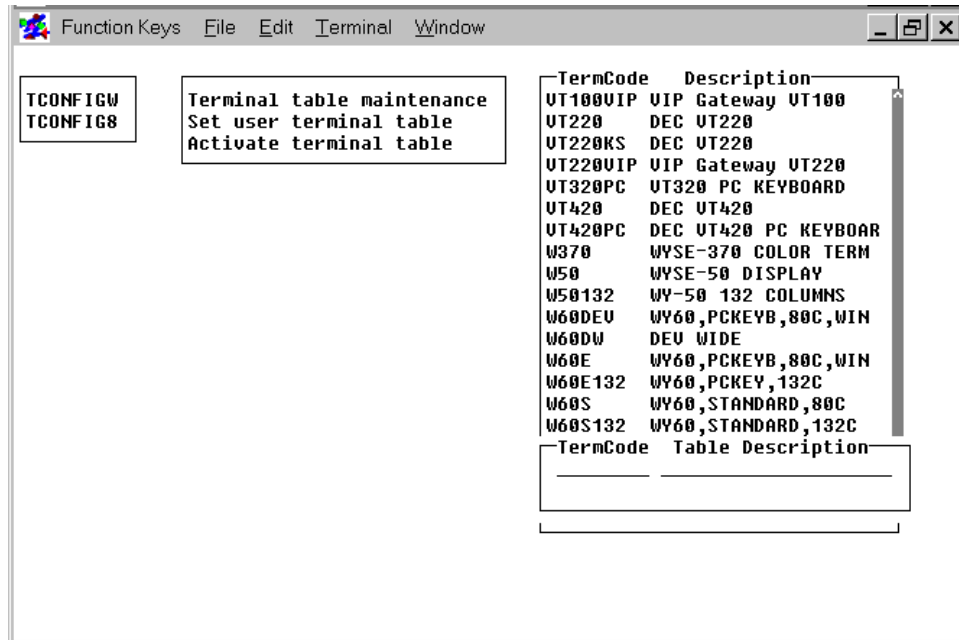 Function Keys File Edit Terminal Window
TCONFIGW
TCONFIG8
Terminal table maintenance
Set user terminal table
Activate terminal table
TermCode Description
VT100VIP VIP Gateway VT100
VT220 DEC VT220
VT220KS DEC VT220
VT220VIP VIP Gateway VT220
VT320PC VT320 PC KEYBOARD
VT420 DEC VT420
VT420PC DEC VT420 PC KEYBOAR
W370 WYSE-370 COLOR TERM
W50 WYSE-50 DISPLAY
W50132 WY-50 132 COLUMNS
W60DEV WY60,PCKEYB,80C,WIN
W60DW DEV WIDE
W60E WY60,PCKEYB,80C,WIN
W60E132 WY60,PCKEY,132C
W60S WY60,STANDARD,80C
W60S132 WY60,STANDARD,132C
TermCode Table Description